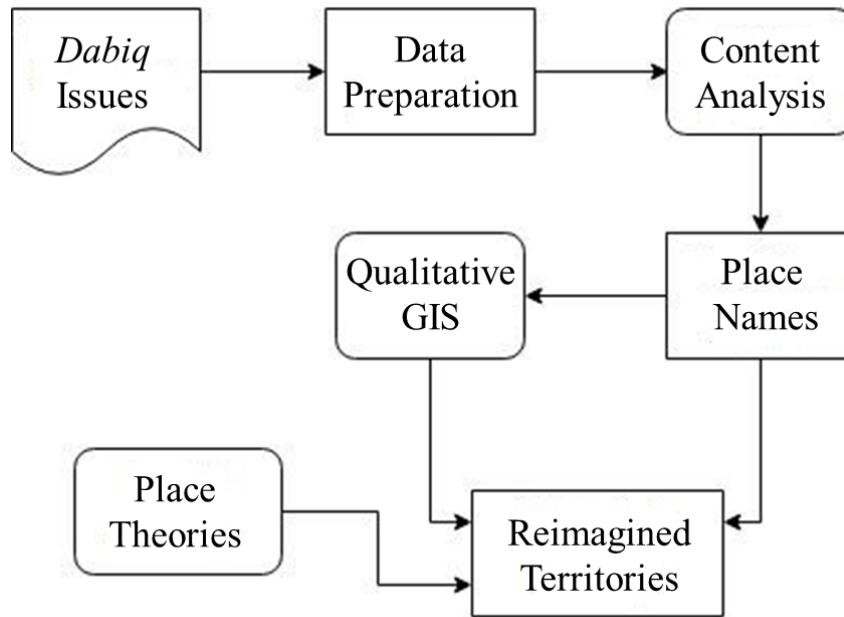 Dabiq
Issues
Data
Preparation
Content
Analysis
Qualitative
GIS
Place
Names
Place
Theories
Reimagined
Territories